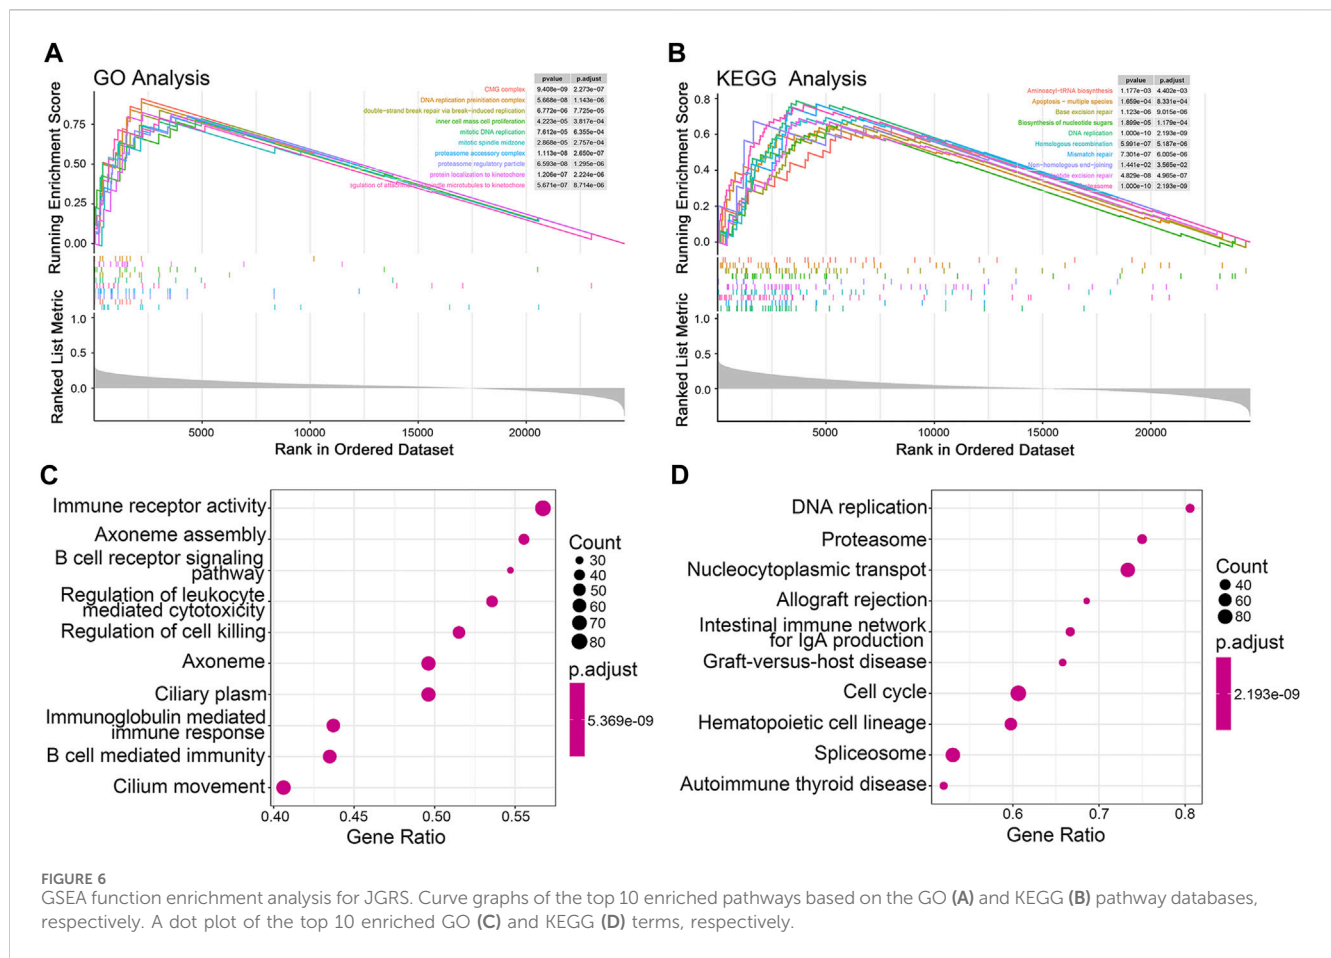 A
GO Analysis
pvalue p.adjust
CMG complex 9.408e-09 2.273e-07
DNA replication preinitiation complex 5.668e-08 1.143e-06
double-strand break repair via break-induced replication 6.772e-06 7.725e-05
inner cell mass cell proliferation 4.223e-05 3.817e-04
mitotic DNA replication 7.612e-05 6.355e-04
mitotic spindle midzone 2.868e-05 2.757e-04
proteasome accessory complex 1.113e-08 2.650e-07
proteasome regulatory particle 6.593e-08 1.295e-06
protein localization to kinetochore 1.206e-07 2.224e-06
microtubules to kinetochore 5.671e-07 8.714e-06
Running Enrichment Score
0.75
0.50
0.25
0.00
Ranked List Metric
1.0
0.5
0.0
5000 10000 15000 20000
Rank in Ordered Dataset
B
KEGG Analysis
pvalue p.adjust
Aminoacyl-tRNA biosynthesis 1.177e-03 4.402e-03
Apoptosis - multiple species 1.659e-04 8.331e-04
Base excision repair 1.123e-06 9.015e-06
Biosynthesis of nucleotide sugars 1.899e-05 1.179e-04
DNA replication 1.000e-10 2.193e-09
Homologous recombination 5.991e-07 5.187e-06
Mismatch repair 7.301e-07 6.005e-06
Non-homologous end-joining 1.441e-02 3.565e-02
excision repair 4.829e-08 4.965e-07
1.000e-10 2.193e-09
Running Enrichment Score
0.8
0.6
0.4
0.2
0.0
Ranked List Metric
1.0
0.5
0.0
5000 10000 15000 20000
Rank in Ordered Dataset
C
Immune receptor activity
Axoneme assembly
B cell receptor signaling
pathway
Regulation of leukocyte
mediated cytotoxicity
Regulation of cell killing
Axoneme
Ciliary plasm
Immunoglobulin mediated
immune response
B cell mediated immunity
Cilium movement
0.40 0.45 0.50 0.55
Gene Ratio
Count
30
40
50
60
70
80
p.adjust
5.369e-09
D
DNA replication
Proteasome
Nucleocytoplasmic transpot
Allograft rejection
Intestinal immune network
for IgA production
Graft-versus-host disease
Cell cycle
Hematopoietic cell lineage
Spliceosome
Autoimmune thyroid disease
0.6 0.7 0.8
Gene Ratio
Count
40
60
80
p.adjust
2.193e-09
FIGURE 6
GSEA function enrichment analysis for JGRS. Curve graphs of the top 10 enriched pathways based on the GO (A) and KEGG (B) pathway databases,
respectively. A dot plot of the top 10 enriched GO (C) and KEGG (D) terms, respectively.